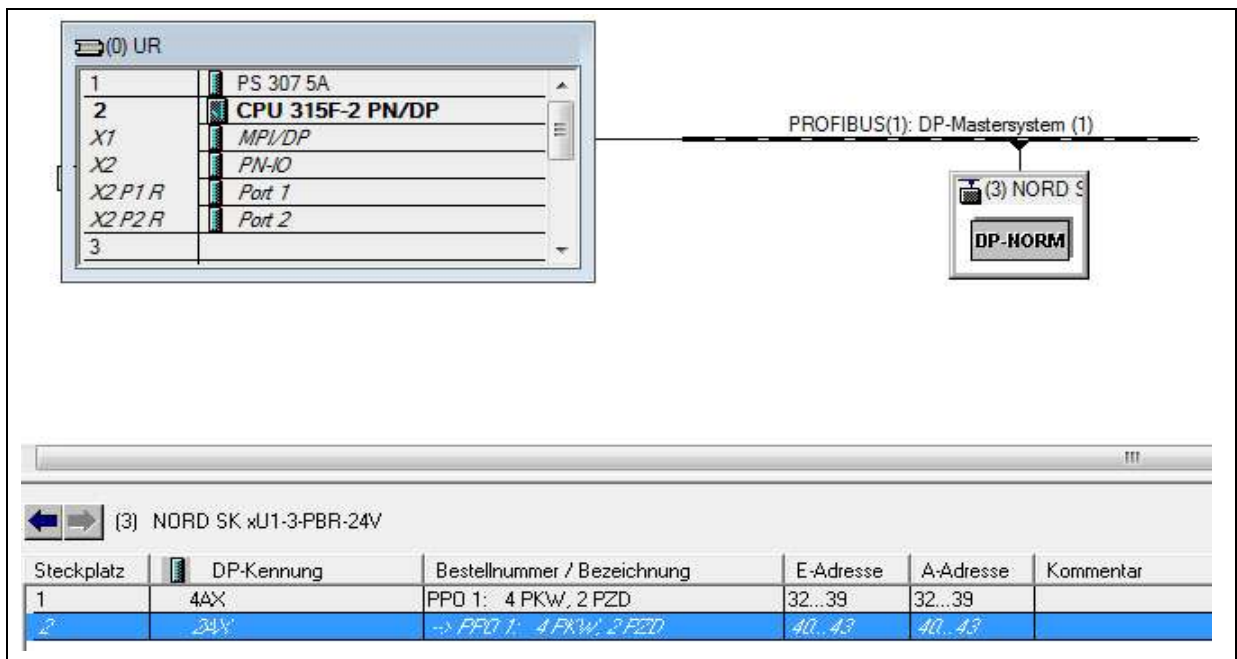 (0) UR
1 PS 307 5A
2 CPU 315F-2 PN/DP
X1 MPI/DP
X2 PN-IO
X2 P1 R Port 1
X2 P2 R Port 2
3
PROFIBUS(1): DP-Mastersystem (1)
(3) NORD S
DP-NORM
(3) NORD SK xU1-3-PBR-24V
Steckplatz DP-Kennung Bestellnummer / Bezeichnung E-Adresse A-Adresse Kommentar
1 4AX PPO 1: 4 PKW, 2 PZD 32...39 32...39
2 2AX --> PPO 1: 4 PKW, 2 PZD 40...43 40...43